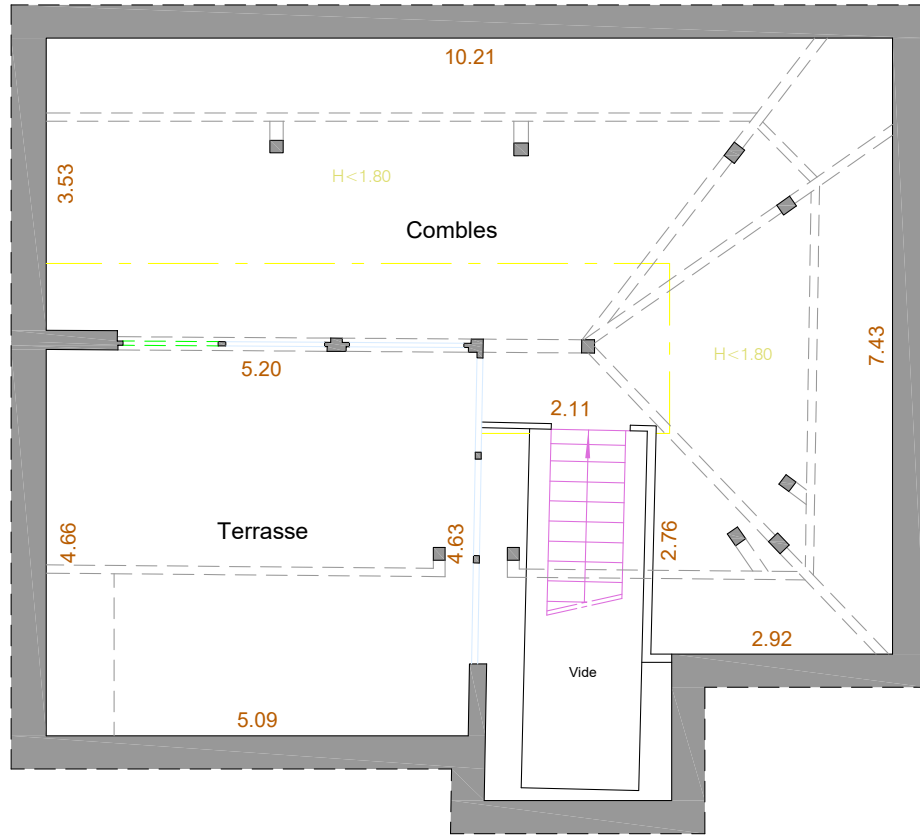 10.21
3.53
H<1.80
Combles
7.43
H<1.80
5.20
2.11
4.66
Terrasse
4.63
2.76
2.92
Vide
5.09